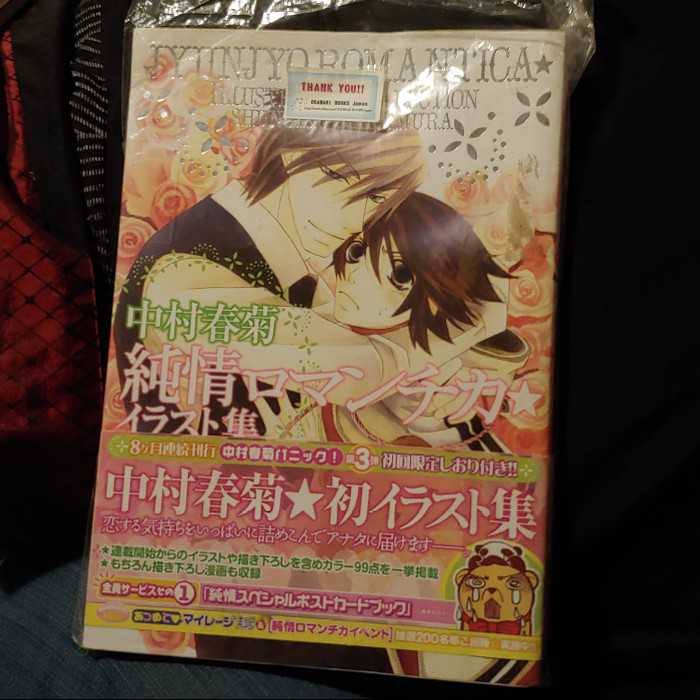 JYUNJYO ROMANTICA★
THANK YOU!!
中村春菊
純情ロマンチカ★
イラスト集
8ヶ月連続刊行 中村春菊パニック! 第3弾 初回限定しおり付き!!
中村春菊★初イラスト集
恋する気持ちをいっぱいに詰めこんでアナタに届けます――。
★連載開始からのイラストや描き下ろしを含めカラー99点を一挙掲載
★もちろん描き下ろし漫画も収録
全員サービスその1 「純情スペシャルポストカードブック」
マイレージ & [純情ロマンチカイベント] 200名